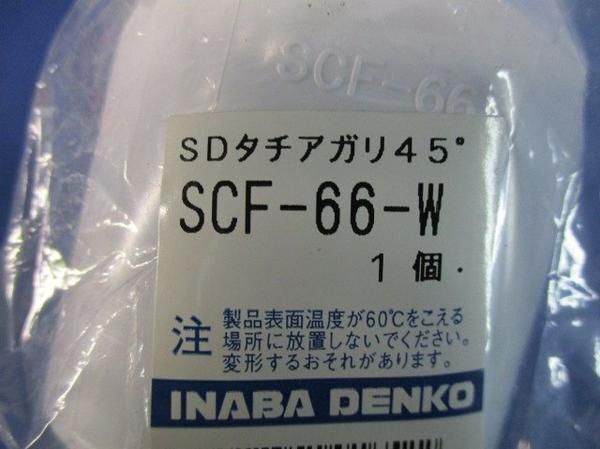 SCF-66
SDタチアガリ45°
SCF-66-W
1個.
注 製品表面温度が60℃をこえる
場所に放置しないでください。
変形するおそれがあります。
INABA DENKO